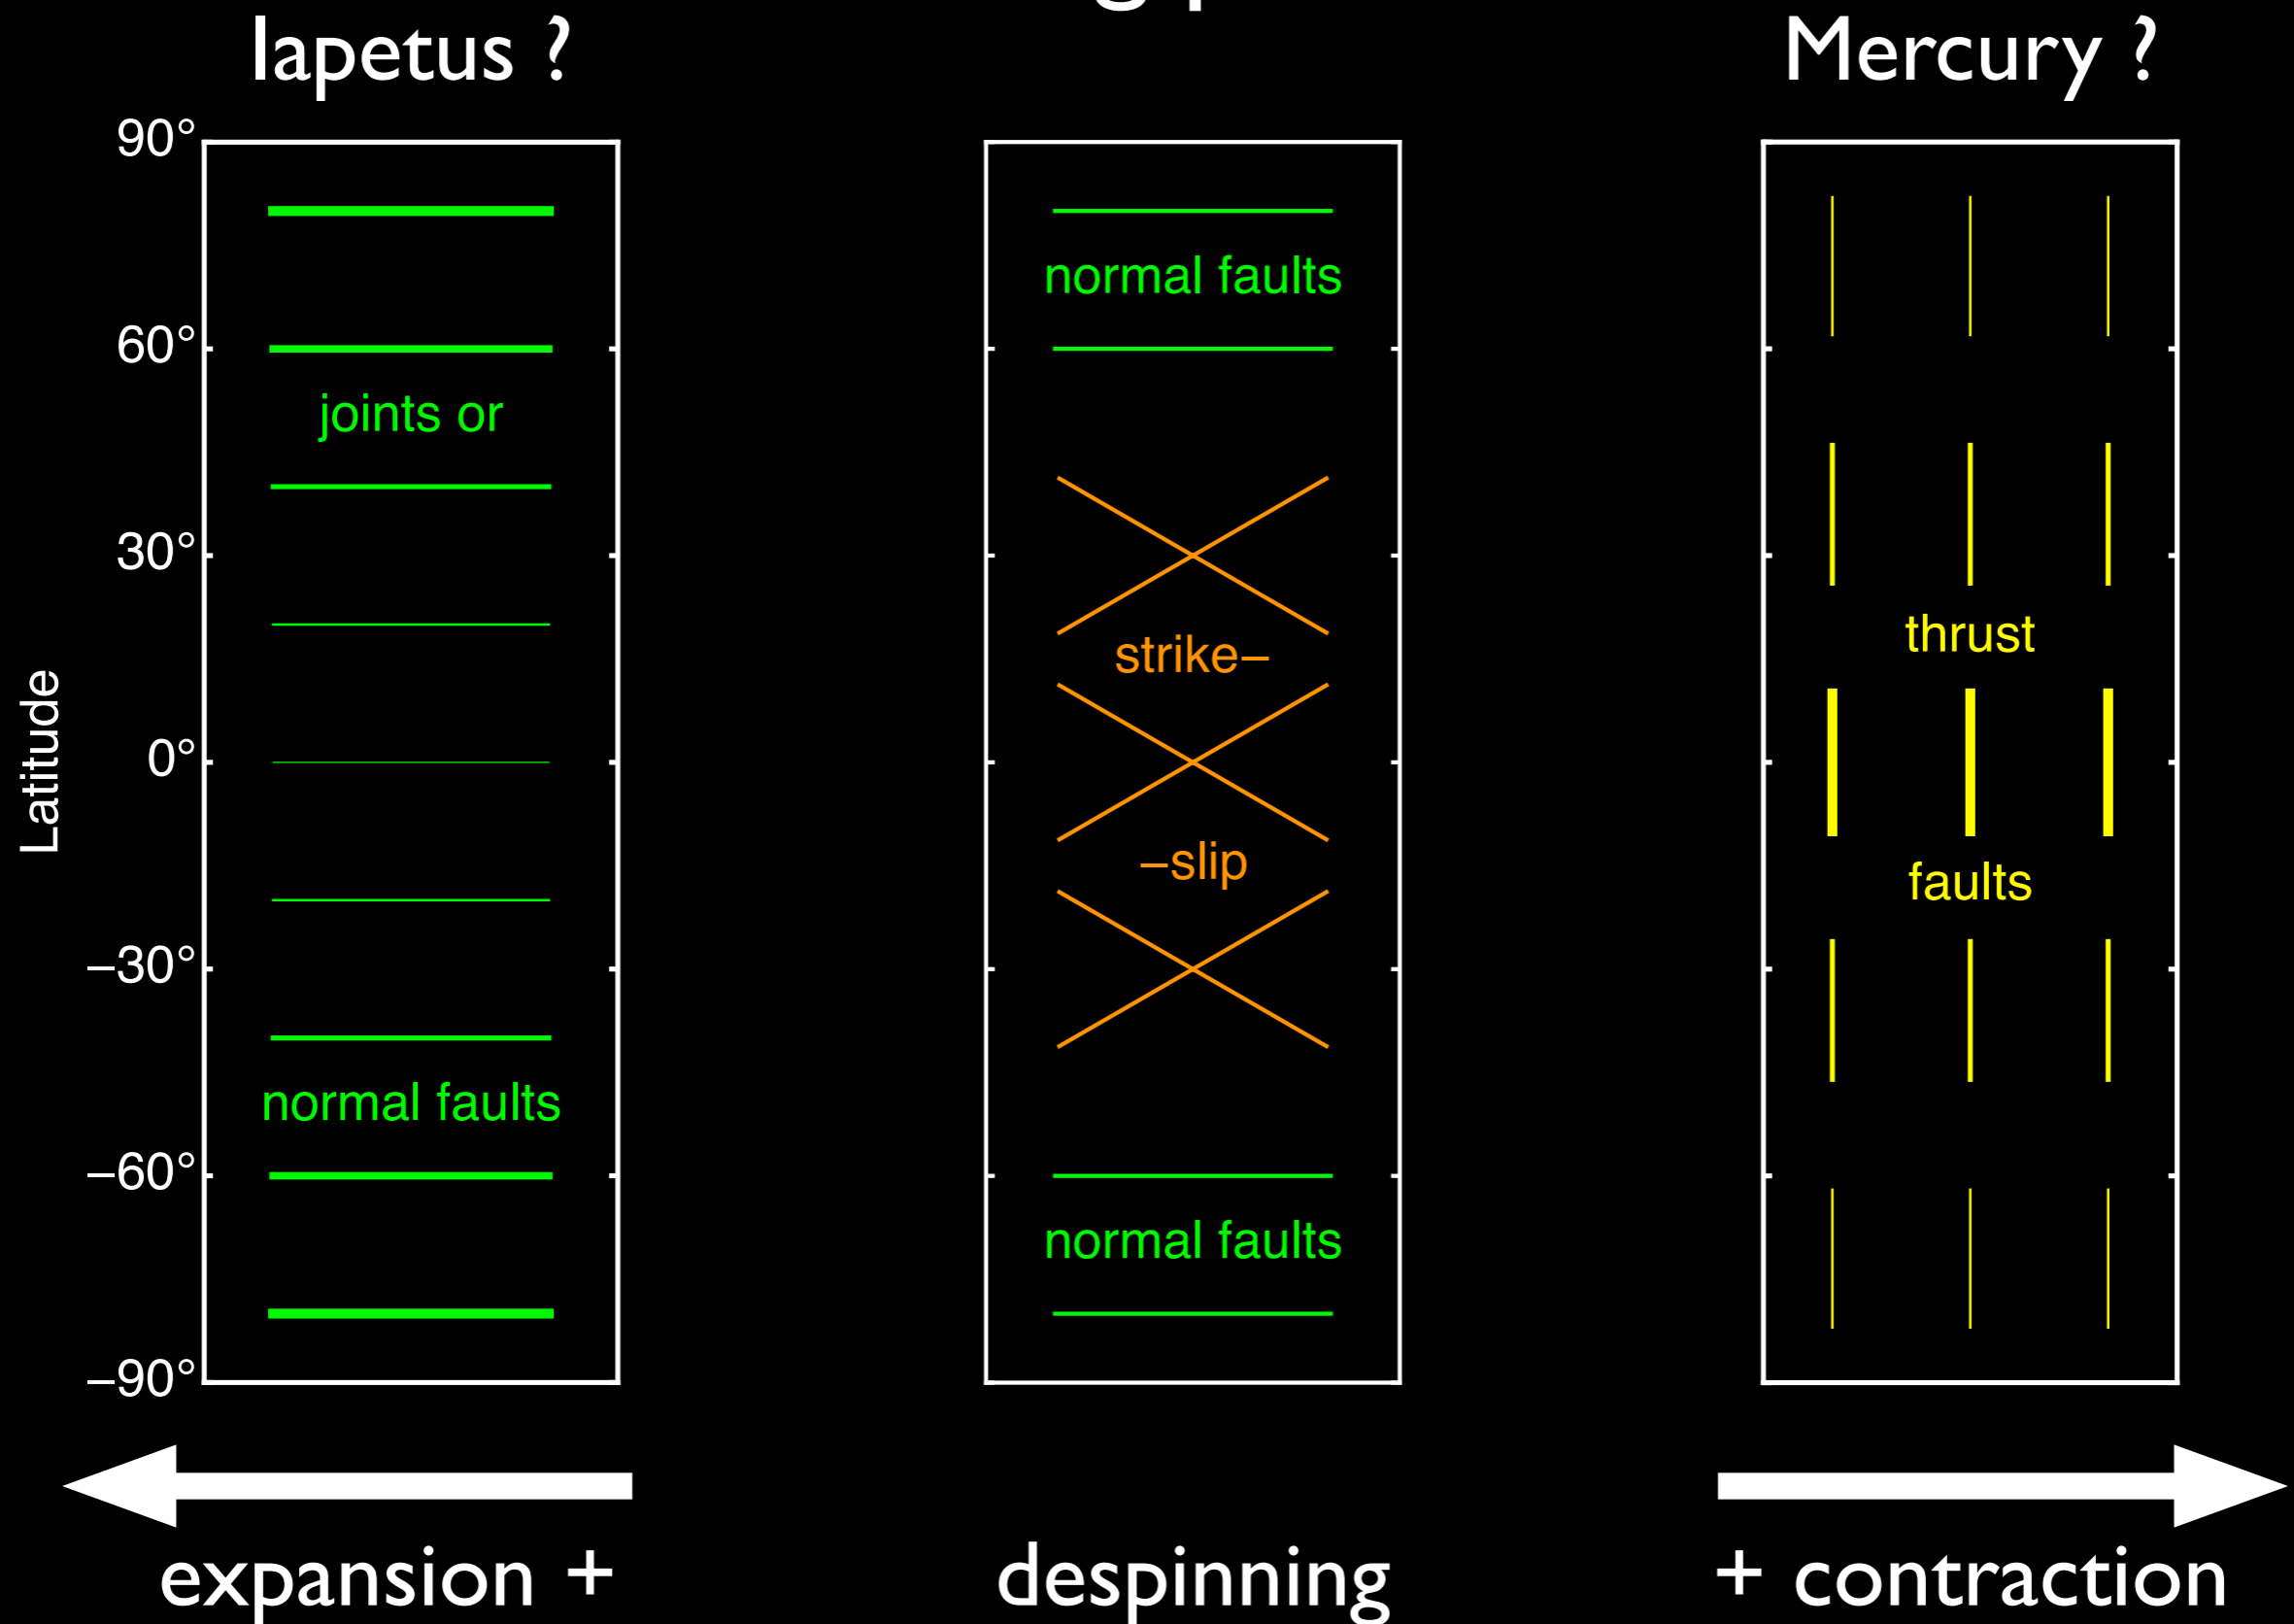 Iapetus ?
Mercury ?
90°
60°
30°
0°
−30°
−60°
−90°
Latitude
joints or
normal faults
normal faults
strike−
−slip
normal faults
thrust
faults
expansion +
despinning
+ contraction